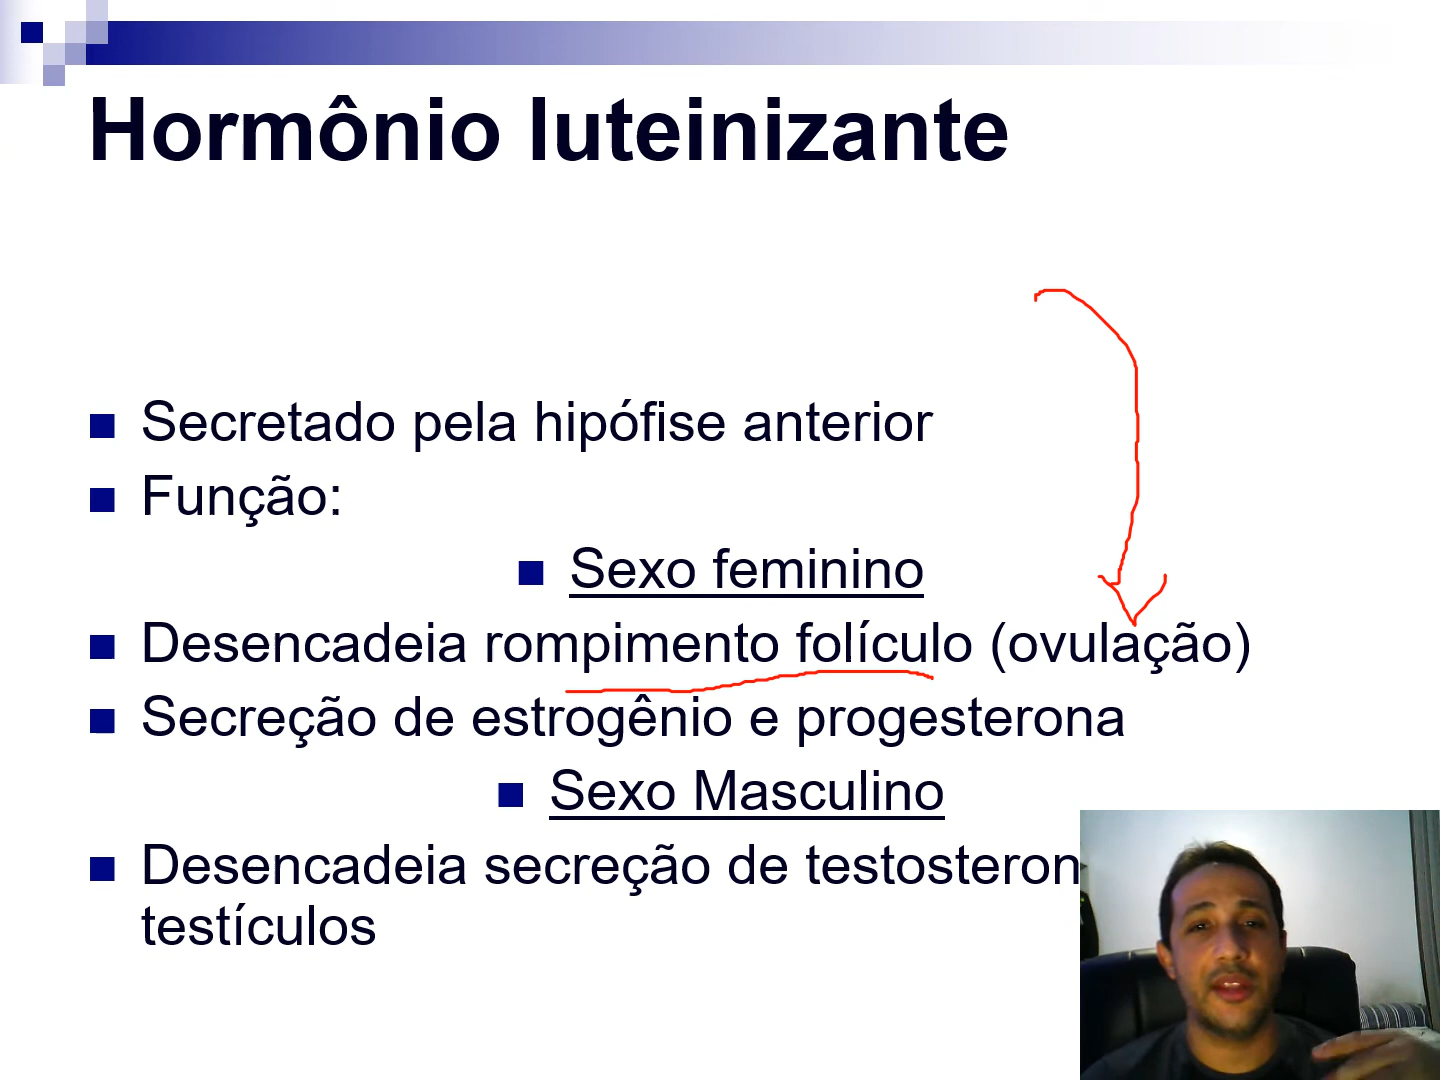 Hormônio luteinizante
Secretado pela hipófise anterior
Função:
Sexo feminino
Desencadeia rompimento folículo (ovulação)
Secreção de estrogênio e progesterona
Sexo Masculino
Desencadeia secreção de testosteron
testículos